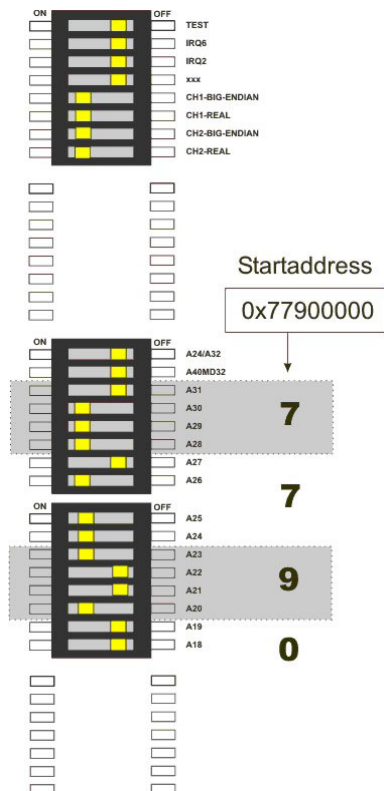 ON OFF
TEST
IRQ6
IRQ2
xxx
CH1-BIG-ENDIAN
CH1-REAL
CH2-BIG-ENDIAN
CH2-REAL
Startaddress
0x77900000
ON OFF
A24/A32
A40MD32
A31
A30
A29
A28
7
A27
A26
7
ON OFF
A25
A24
A23
A22
A21
A20
9
A19
A18
0